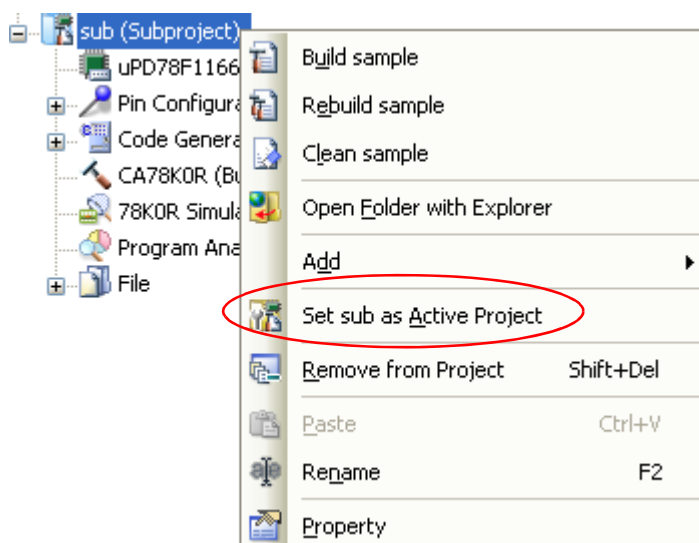 sub (Subproject)
uPD78F1166
Pin Configura
Code Genera
CA78K0R (Bu
78K0R Simula
Program Ana
File
Build sample
Rebuild sample
Clean sample
Open Folder with Explorer
Add
Set sub as Active Project
Remove from Project Shift+Del
Paste Ctrl+V
Rename F2
Property